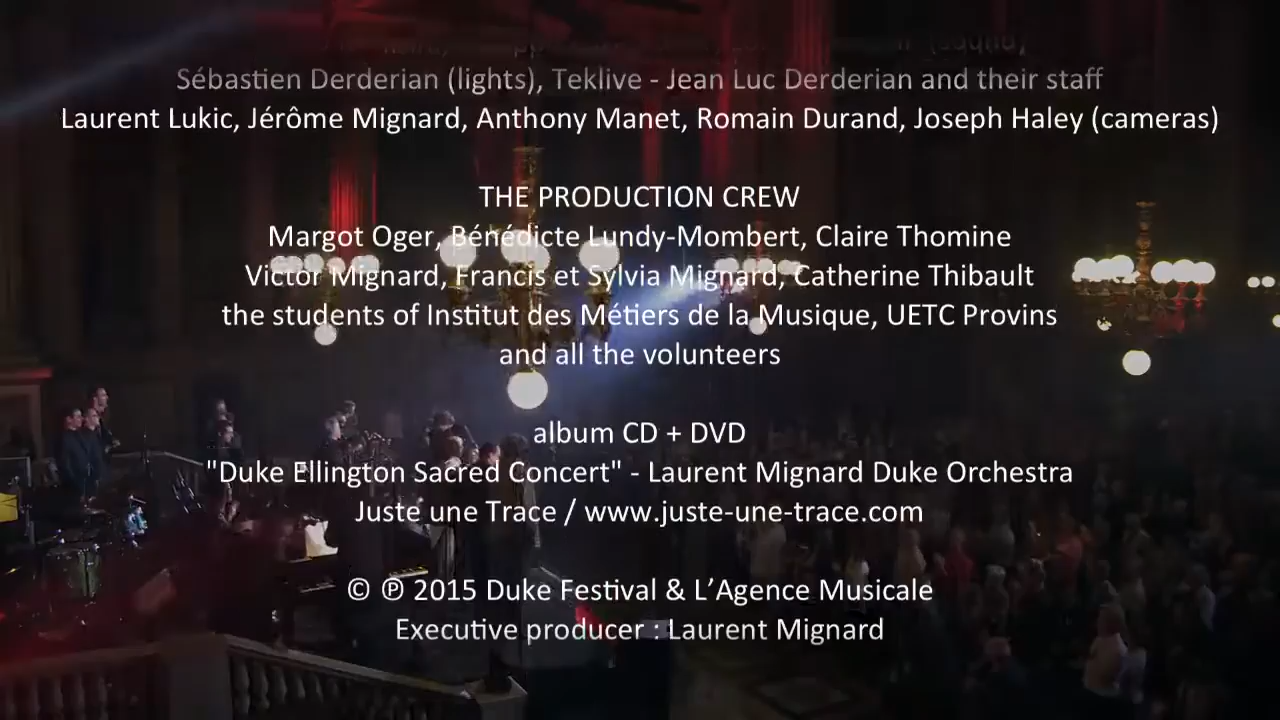 Sébastien Derderian (lights), Teklive - Jean Luc Derderian and their staff
Laurent Lukic, Jérôme Mignard, Anthony Manet, Romain Durand, Joseph Haley (cameras)
THE PRODUCTION CREW
Margot Oger, Bénédicte Lundy-Mombert, Claire Thomine
Victor Mignard, Francis et Sylvia Mignard, Catherine Thibault
the students of Institut des Métiers de la Musique, UETC Provins
and all the volunteers
album CD + DVD
"Duke Ellington Sacred Concert" - Laurent Mignard Duke Orchestra
Juste une Trace / www.juste-une-trace.com
© ℗ 2015 Duke Festival & L’Agence Musicale
Executive producer : Laurent Mignard